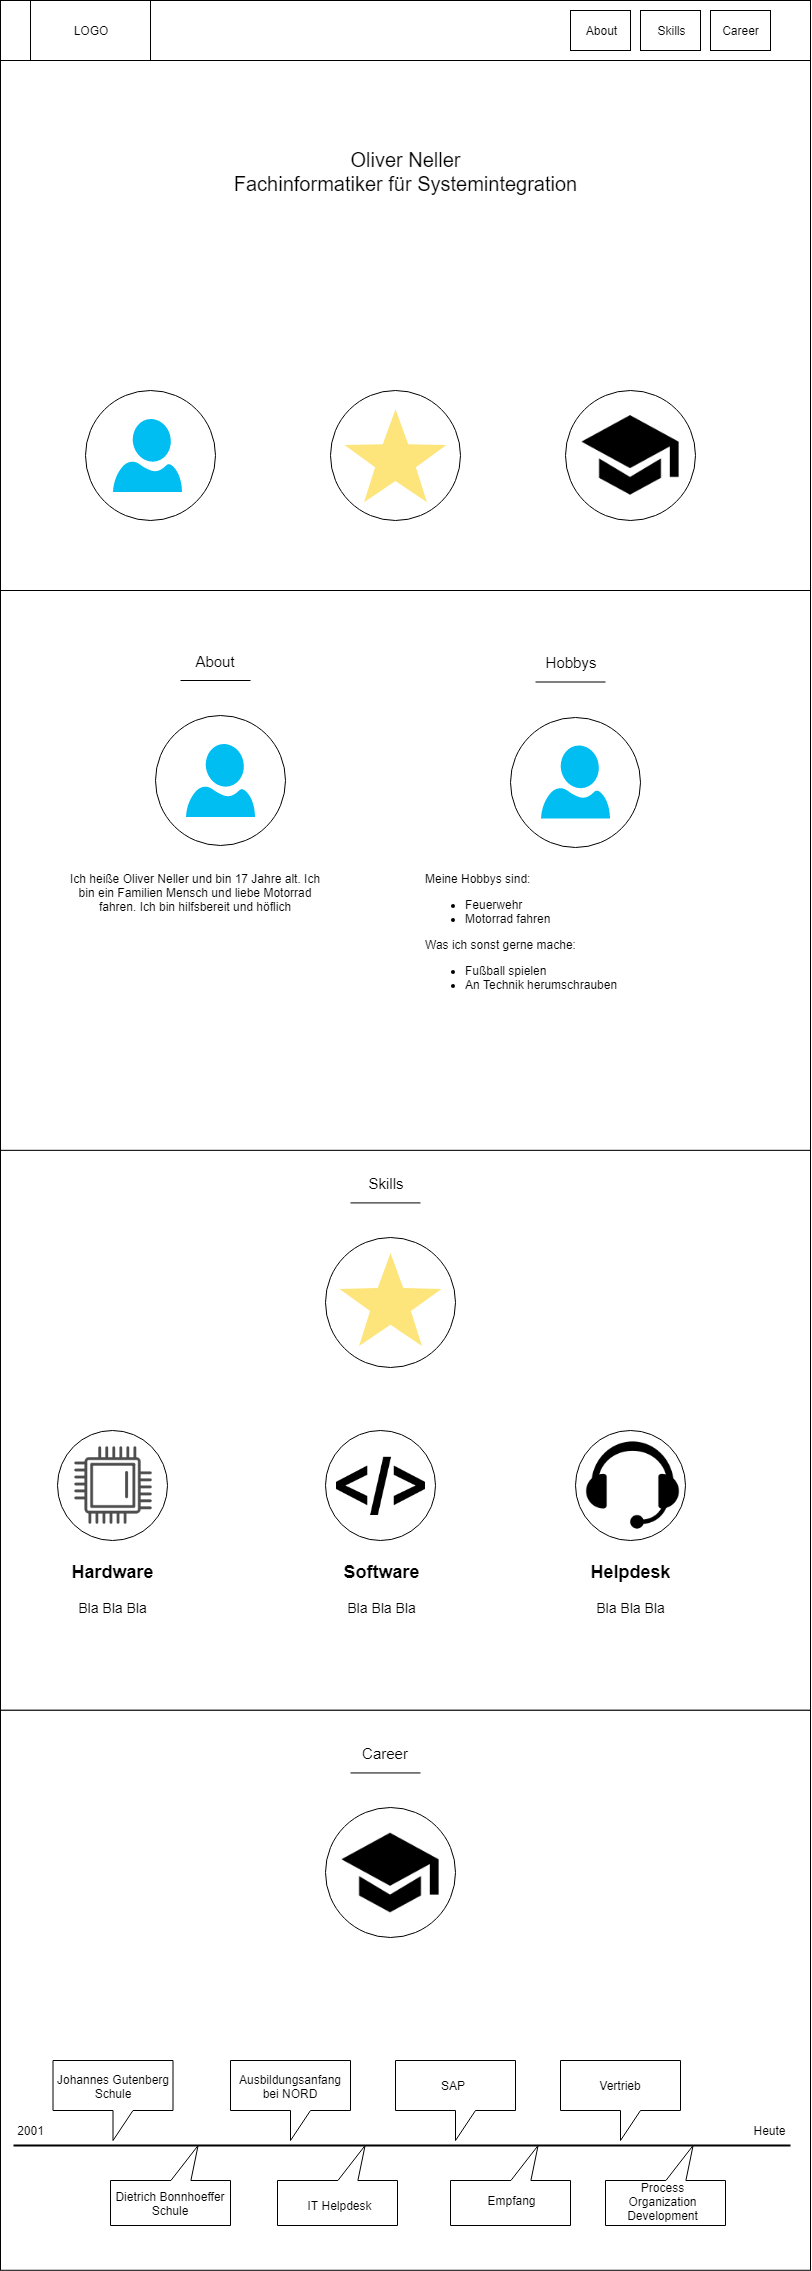 LOGO
About
Skills
Career
Oliver Neller
Fachinformatiker für Systemintegration
About
Hobbys
Ich heiße Oliver Neller und bin 17 Jahre alt. Ich
bin ein Familien Mensch und liebe Motorrad
fahren. Ich bin hilfsbereit und höflich
Meine Hobbys sind:
Feuerwehr
Motorrad fahren
Was ich sonst gerne mache:
Fußball spielen
An Technik herumschrauben
Skills
</>
Hardware
Software
Helpdesk
Bla Bla Bla
Bla Bla Bla
Bla Bla Bla
Career
Johannes Gutenberg
Schule
Ausbildungsanfang
bei NORD
SAP
Vertrieb
2001
Heute
Dietrich Bonnhoeffer
Schule
IT Helpdesk
Empfang
Process
Organization
Development